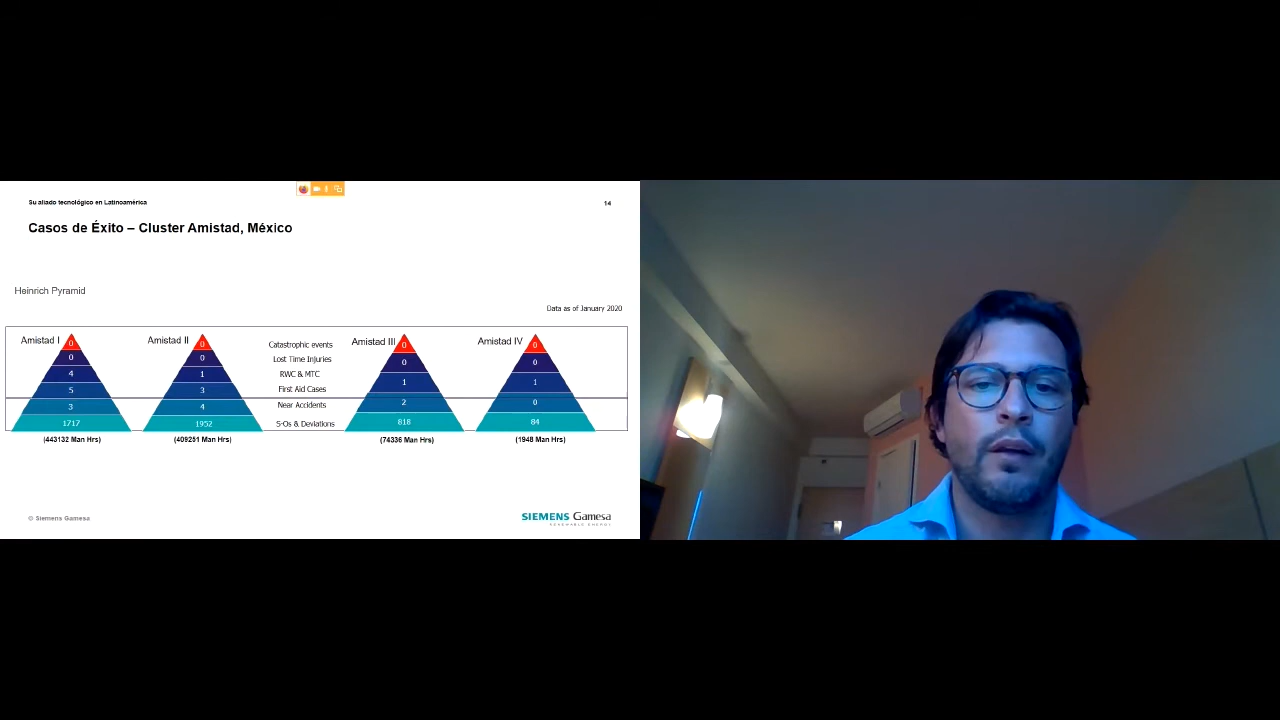 Su aliado tecnológico en Latinoamérica
14
Casos de Éxito – Cluster Amistad, México
Heinrich Pyramid
Data as of January 2020
Amistad I
0
0
4
5
3
1717
(443132 Man Hrs)
Amistad II
0
0
1
3
4
1952
(409251 Man Hrs)
Catastrophic events
Lost Time Injuries
RWC & MTC
First Aid Cases
Near Accidents
S-Os & Deviations
Amistad III
0
0
1
2
818
(74336 Man Hrs)
Amistad IV
0
0
1
0
84
(1948 Man Hrs)
© Siemens Gamesa
SIEMENS Gamesa
RENEWABLE ENERGY